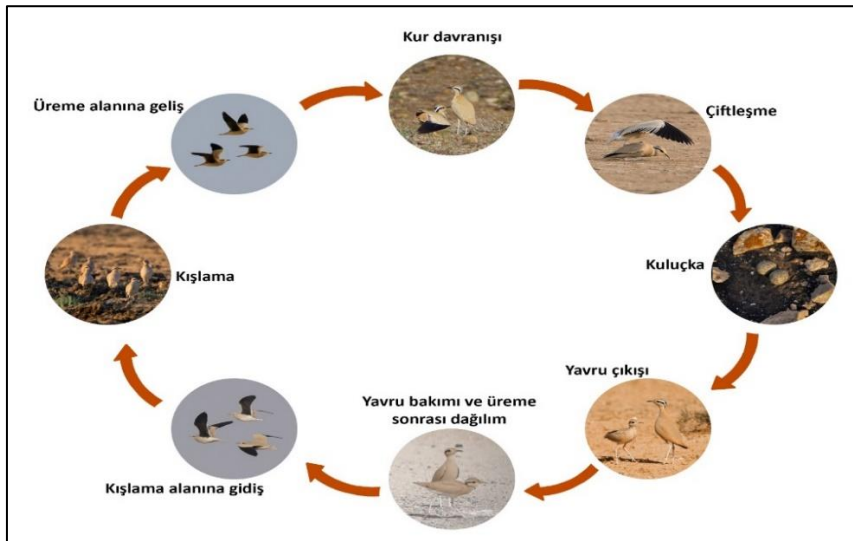 Kur davranışı
Üreme alanına geliş
Çiftleşme
Kışlama
Kuluçka
Yavru çıkışı
Yavru bakımı ve üreme
sonrası dağılım
Kışlama alanına gidiş